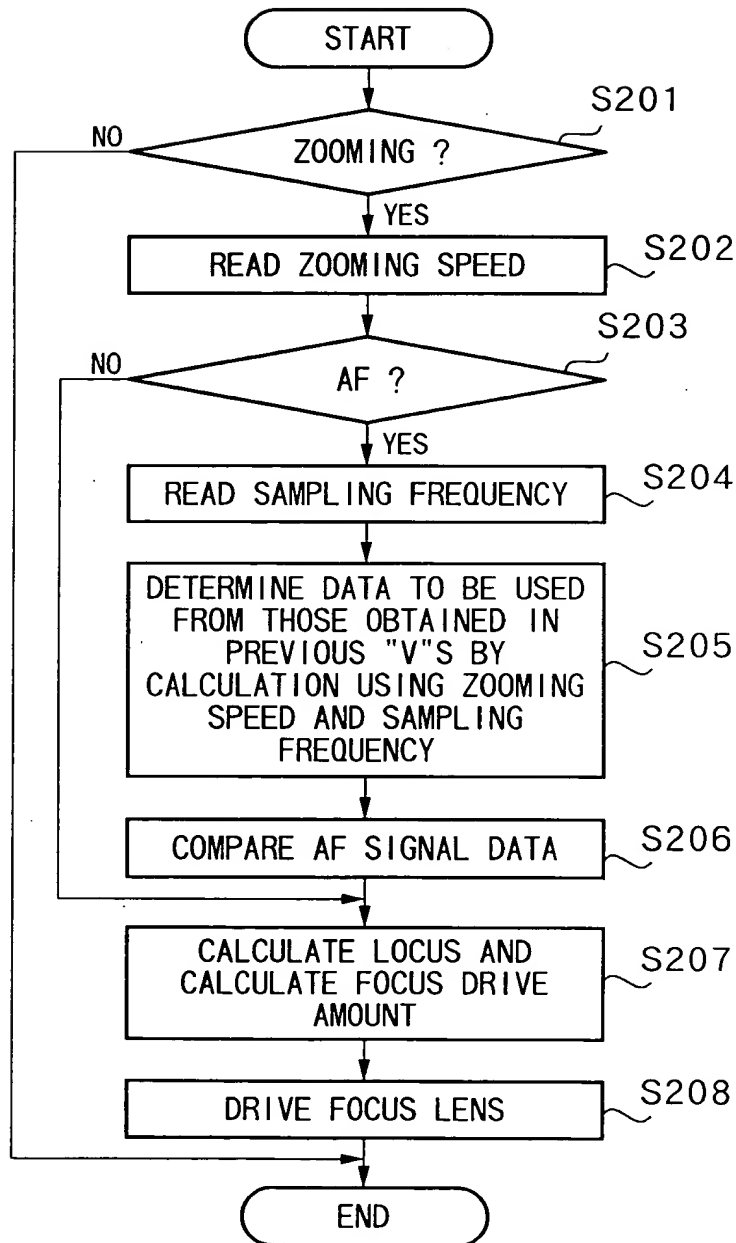 START
S201
NO
ZOOMING ?
YES
READ ZOOMING SPEED
S202
S203
NO
AF ?
YES
READ SAMPLING FREQUENCY
S204
DETERMINE DATA TO BE USED
FROM THOSE OBTAINED IN
PREVIOUS "V"S BY
CALCULATION USING ZOOMING
SPEED AND SAMPLING
FREQUENCY
S205
COMPARE AF SIGNAL DATA
S206
CALCULATE LOCUS AND
CALCULATE FOCUS DRIVE
AMOUNT
S207
DRIVE FOCUS LENS
S208
END